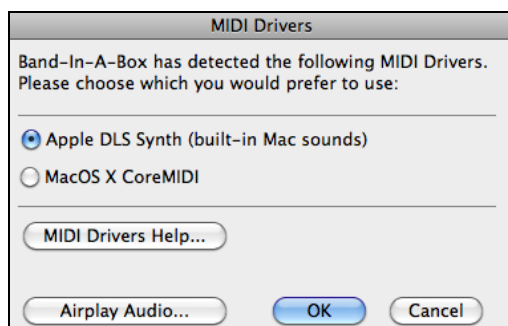 MIDI Drivers
Band-In-A-Box has detected the following MIDI Drivers.
Please choose which you would prefer to use:
Apple DLS Synth (built-in Mac sounds)
MacOS X CoreMIDI
MIDI Drivers Help...
Airplay Audio...
OK
Cancel